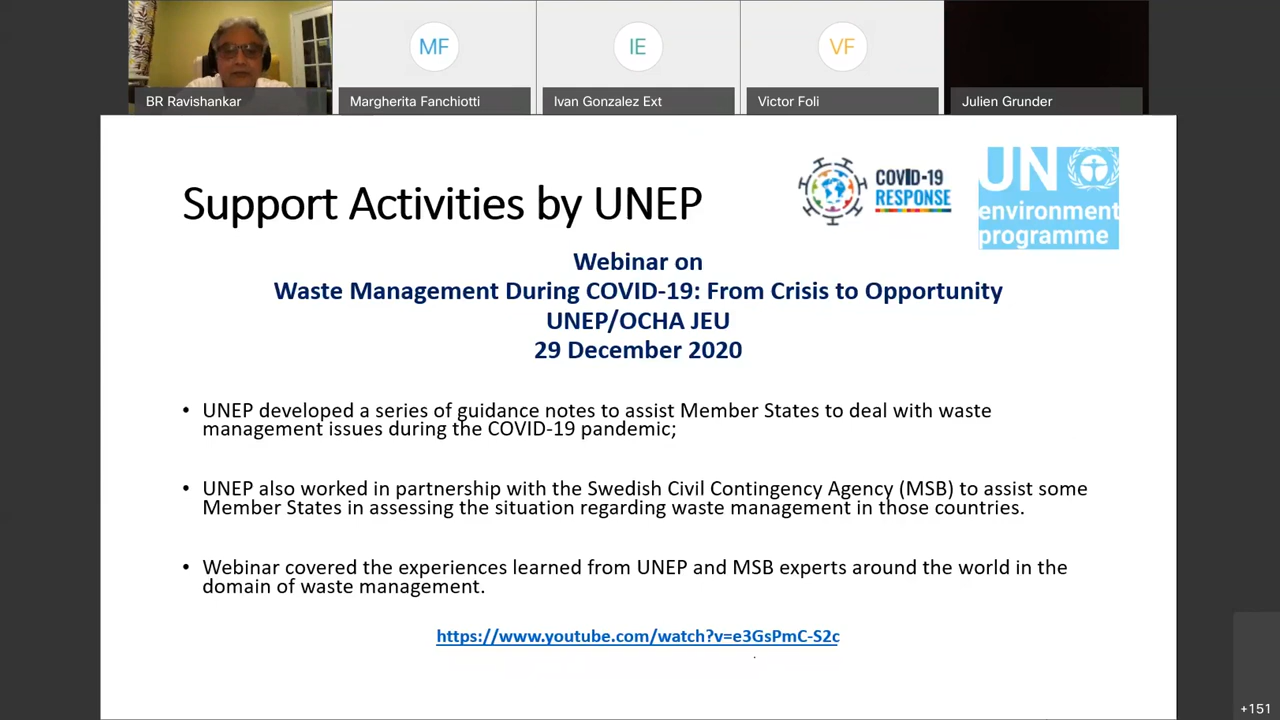 MF
IE
VF
BR Ravishankar
Margherita Fanchiotti
Ivan Gonzalez Ext
Victor Foli
Julien Grunder
Support Activities by UNEP
COVID-19
RESPONSE
UN
environment
programme
Webinar on
Waste Management During COVID-19: From Crisis to Opportunity
UNEP/OCHA JEU
29 December 2020
• UNEP developed a series of guidance notes to assist Member States to deal with waste
management issues during the COVID-19 pandemic;
• UNEP also worked in partnership with the Swedish Civil Contingency Agency (MSB) to assist some
Member States in assessing the situation regarding waste management in those countries.
• Webinar covered the experiences learned from UNEP and MSB experts around the world in the
domain of waste management.
https://www.youtube.com/watch?v=e3GsPmC-S2c
+151